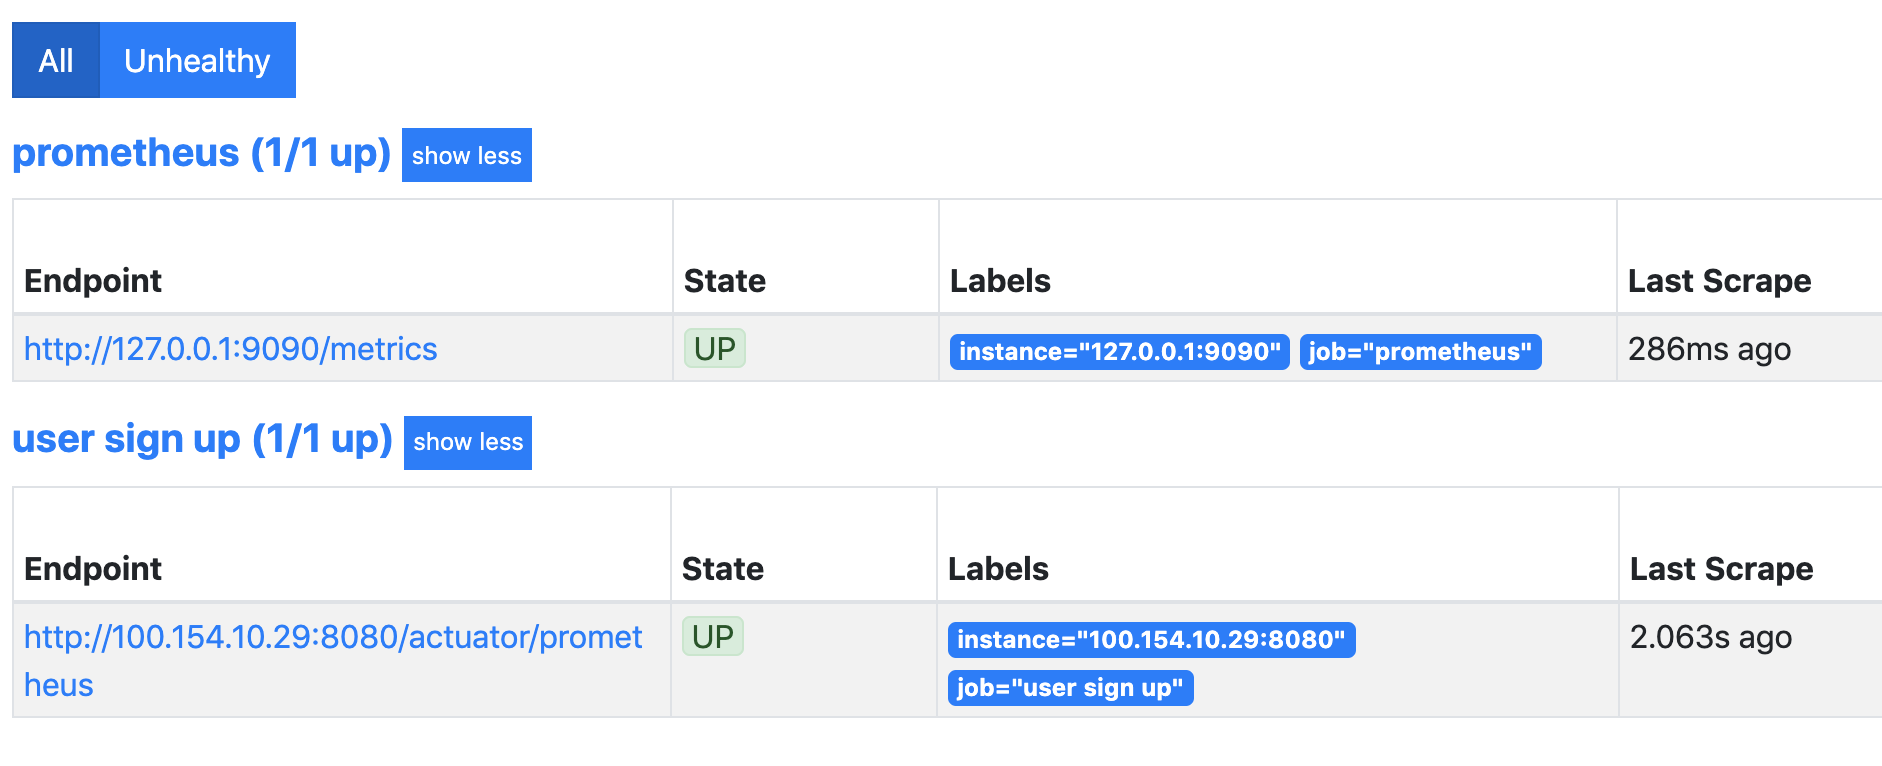 All Unhealthy
prometheus (1/1 up) show less
Endpoint State Labels Last Scrape
http://127.0.0.1:9090/metrics UP instance="127.0.0.1:9090" job="prometheus" 286ms ago
user sign up (1/1 up) show less
Endpoint State Labels Last Scrape
http://100.154.10.29:8080/actuator/promet UP instance="100.154.10.29:8080" 2.063s ago
heus job="user sign up"